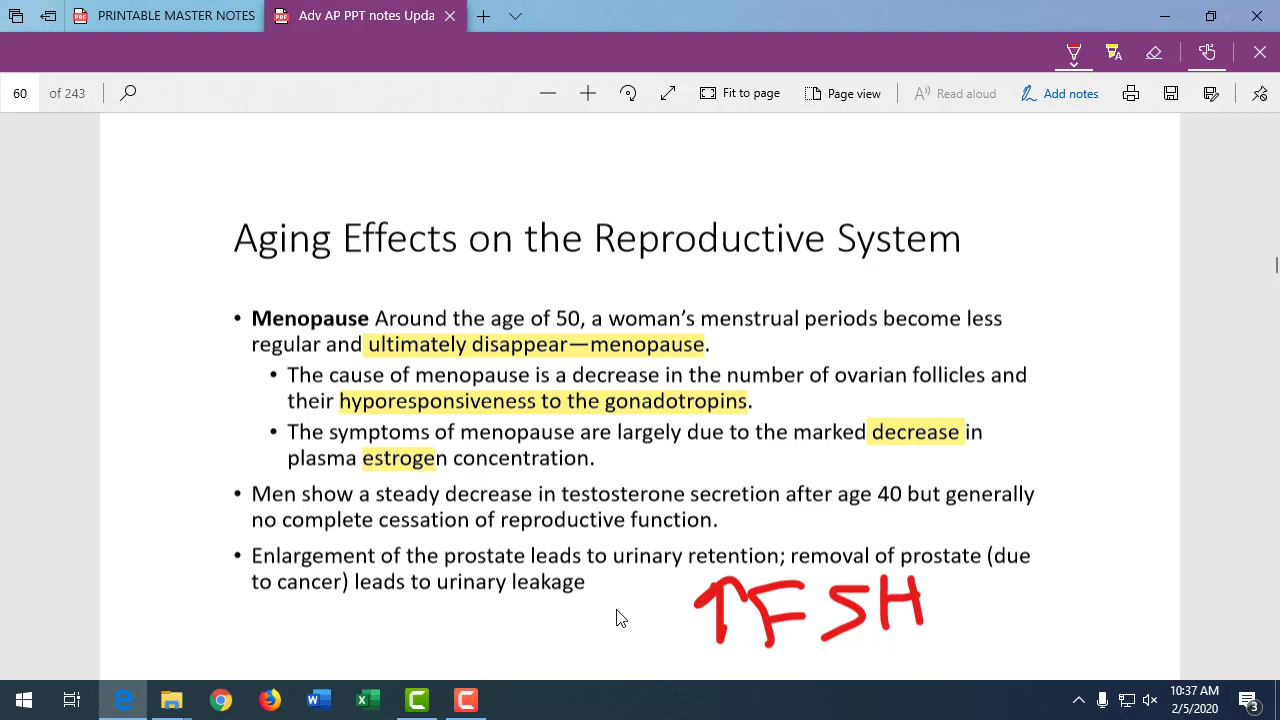 PRINTABLE MASTER NOTES
Adv AP PPT notes Upda
60 of 243
Fit to page
Page view
Read aloud
Add notes
Aging Effects on the Reproductive System
• Menopause Around the age of 50, a woman's menstrual periods become less
regular and ultimately disappear—menopause.
• The cause of menopause is a decrease in the number of ovarian follicles and
their hyporesponsiveness to the gonadotropins.
• The symptoms of menopause are largely due to the marked decrease in
plasma estrogen concentration.
• Men show a steady decrease in testosterone secretion after age 40 but generally
no complete cessation of reproductive function.
• Enlargement of the prostate leads to urinary retention; removal of prostate (due
to cancer) leads to urinary leakage
↑FSH
10:37 AM
2/5/2020
3